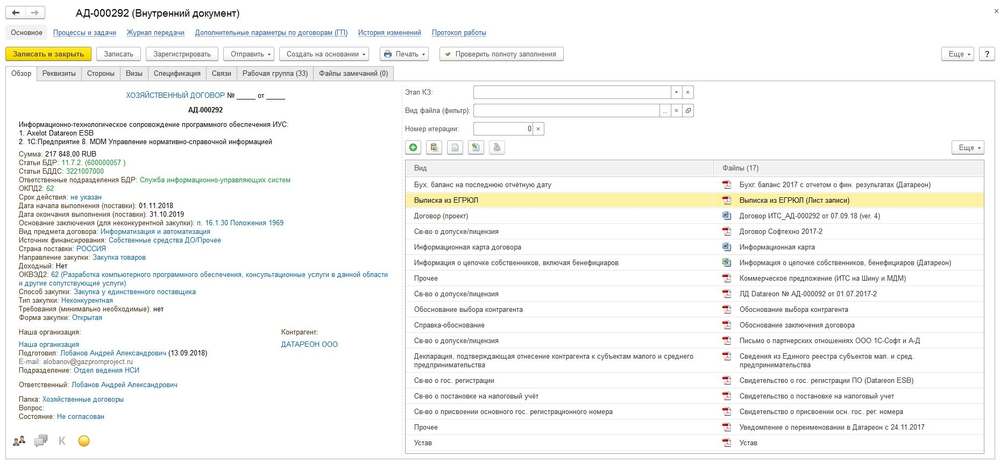 АД-000292 (Внутренний документ)
×
Основное Процессы и задачи Журнал передачи Дополнительные параметры по договорам (ГП) История изменений Протокол работы
Записать и закрыть Записать Зарегистрировать Отправить Создать на основании Печать Проверить полноту заполнения Еще ?
Обзор Реквизиты Стороны Визы Спецификация Связи Рабочая группа (33) Файлы замечаний (0)
ХОЗЯЙСТВЕННЫЙ ДОГОВОР № _____ от _____
АД-000292
Информационно-технологическое сопровождение программного обеспечения ИУС:
1. Axelot Datareon ESB
2. 1С:Предприятие 8. MDM Управление нормативно-справочной информацией
Сумма: 217 848,00 RUB
Статьи БДР: 11.7.2. (600000057 )
Статьи БДДС: 3221007000
Ответственные подразделения БДР: Служба информационно-управляющих систем
ОКПД2: 62
Срок действия: не указан
Дата начала выполнения (поставки): 01.11.2018
Дата окончания выполнения (поставки): 31.10.2019
Основание заключения (для неконкурентной закупки): п. 16.1.30 Положения 1969
Вид предмета договора: Информатизация и автоматизация
Источник финансирования: Собственные средства ДО/Прочее
Страна поставки: РОССИЯ
Направление закупки: Закупка товаров
Доходный: Нет
ОКВЭД2: 62 (Разработка компьютерного программного обеспечения, консультационные услуги в данной области
и другие сопутствующие услуги)
Способ закупки: Закупка у единственного поставщика
Тип закупки: Неконкурентная
Требования (минимально необходимые): нет
Форма закупки: Открытая
Наша организация: Контрагент:
Наша организация ДАТАРЕОН ООО
Подготовил: Лобанов Андрей Александрович (13.09.2018)
E-mail: alobanov@gazpromproject.ru
Подразделение: Отдел ведения НСИ
Ответственный: Лобанов Андрей Александрович
Папка: Хозяйственные договоры
Вопрос:
Состояние: Не согласован
К
Этап КЗ: ×
Вид файла (фильтр): ... ×
Номер итерации: 0 ×
Еще
Вид Файлы (17)
Бух. баланс на последнюю отчётную дату Бухг. баланс 2017 с отчетом о фин. результатах (Датареон)
Выписка из ЕГРЮЛ Выписка из ЕГРЮЛ (Лист записи)
Договор (проект) Договор ИТС_АД-000292 от 07.09.18 (ver. 4)
Св-во о допуске/лицензия Договор Софтехно 2017-2
Информационная карта договора Информационная карта
Информация о цепочке собственников, включая бенефициаров Информация о цепочке собственников, бенефициаров (Датареон)
Прочее Коммерческое предложение (ИТС на Шину и МДМ)
Св-во о допуске/лицензия ЛД Datareon № АД-000092 от 01.07.2017-2
Обоснование выбора контрагента Обоснование выбора контрагента
Справка-обоснование Обоснование заключения договора
Св-во о допуске/лицензия Письмо о партнерских отношениях ООО 1С-Софт и А-Д
Декларация, подтверждающая отнесение контрагента к субъектам малого и среднего Сведения из Единого реестра субъектов мал. и сред.
предпринимательства предпринимательства
Св-во о гос. регистрации Свидетельство о гос. регистрации ПО (Datareon ESB)
Св-во о постановке на налоговый учёт Свидетельство о постановке на налоговый учет
Св-во о присвоении основного гос. регистрационного номера Свидетельство о присвоении осн. гос. рег. номера
Прочее Уведомление о переименовании в Датареон с 24.11.2017
Устав Устав